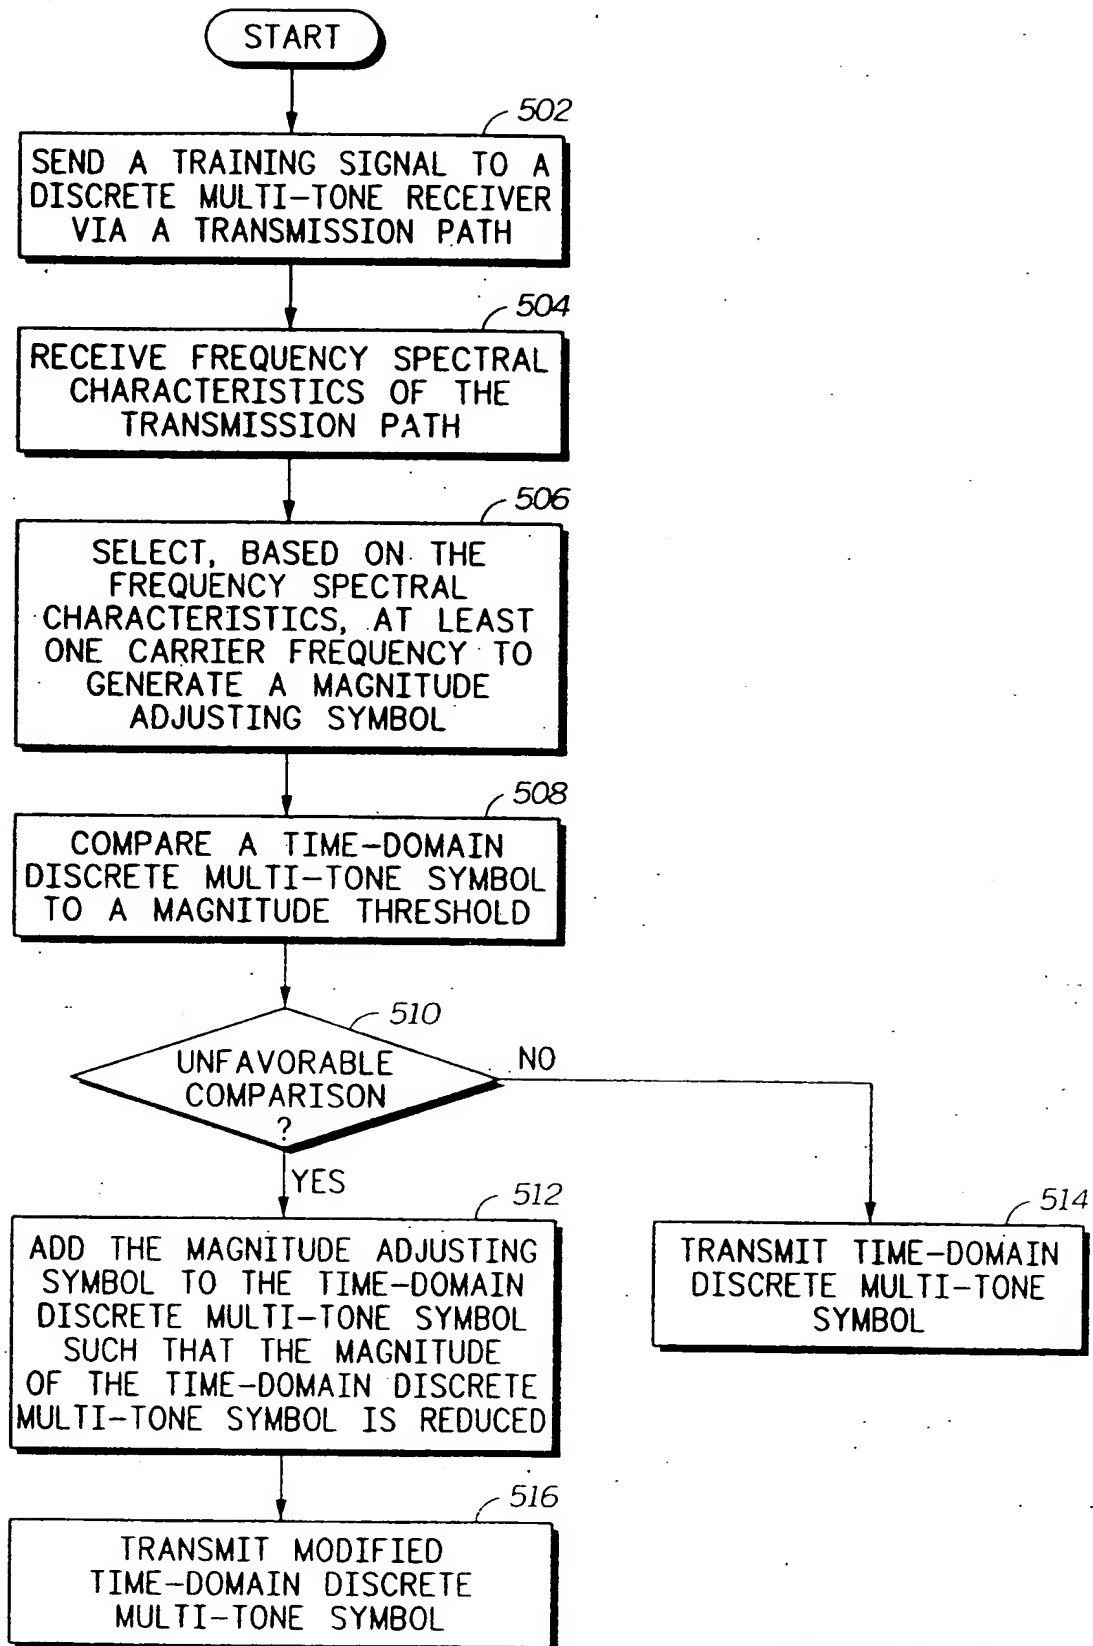 START
502
SEND A TRAINING SIGNAL TO A
DISCRETE MULTI-TONE RECEIVER
VIA A TRANSMISSION PATH
504
RECEIVE FREQUENCY SPECTRAL
CHARACTERISTICS OF THE
TRANSMISSION PATH
506
SELECT, BASED ON THE
FREQUENCY SPECTRAL
CHARACTERISTICS, AT LEAST
ONE CARRIER FREQUENCY TO
GENERATE A MAGNITUDE
ADJUSTING SYMBOL
508
COMPARE A TIME-DOMAIN
DISCRETE MULTI-TONE SYMBOL
TO A MAGNITUDE THRESHOLD
510
UNFAVORABLE
COMPARISON
?
NO
YES
512
ADD THE MAGNITUDE ADJUSTING
SYMBOL TO THE TIME-DOMAIN
DISCRETE MULTI-TONE SYMBOL
SUCH THAT THE MAGNITUDE
OF THE TIME-DOMAIN DISCRETE
MULTI-TONE SYMBOL IS REDUCED
514
TRANSMIT TIME-DOMAIN
DISCRETE MULTI-TONE
SYMBOL
516
TRANSMIT MODIFIED
TIME-DOMAIN DISCRETE
MULTI-TONE SYMBOL